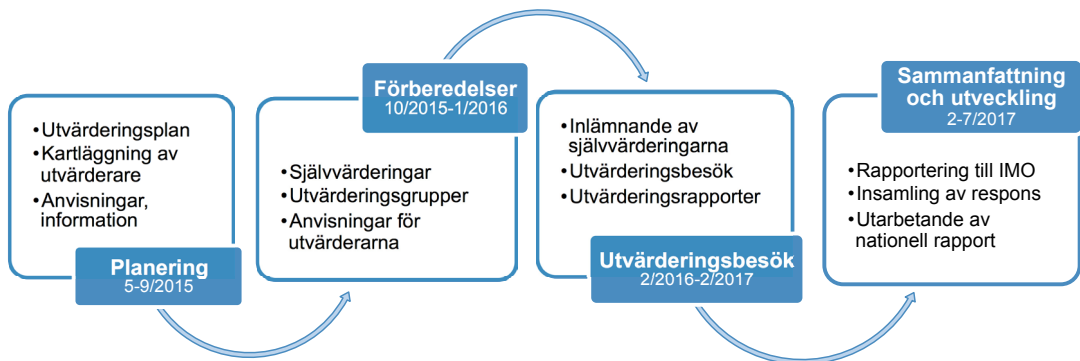 •Utvärderingsplan
•Kartläggning av
utvärderare
•Anvisningar,
information
Planering
5-9/2015
Förberedelser
10/2015-1/2016
•Självvärderingar
•Utvärderingsgrupper
•Anvisningar för
utvärderarna
•Inlämnande av
självvärderingarna
•Utvärderingsbesök
•Utvärderingsrapporter
Utvärderingsbesök
2/2016-2/2017
Sammanfattning
och utveckling
2-7/2017
•Rapportering till IMO
•Insamling av respons
•Utarbetande av
nationell rapport